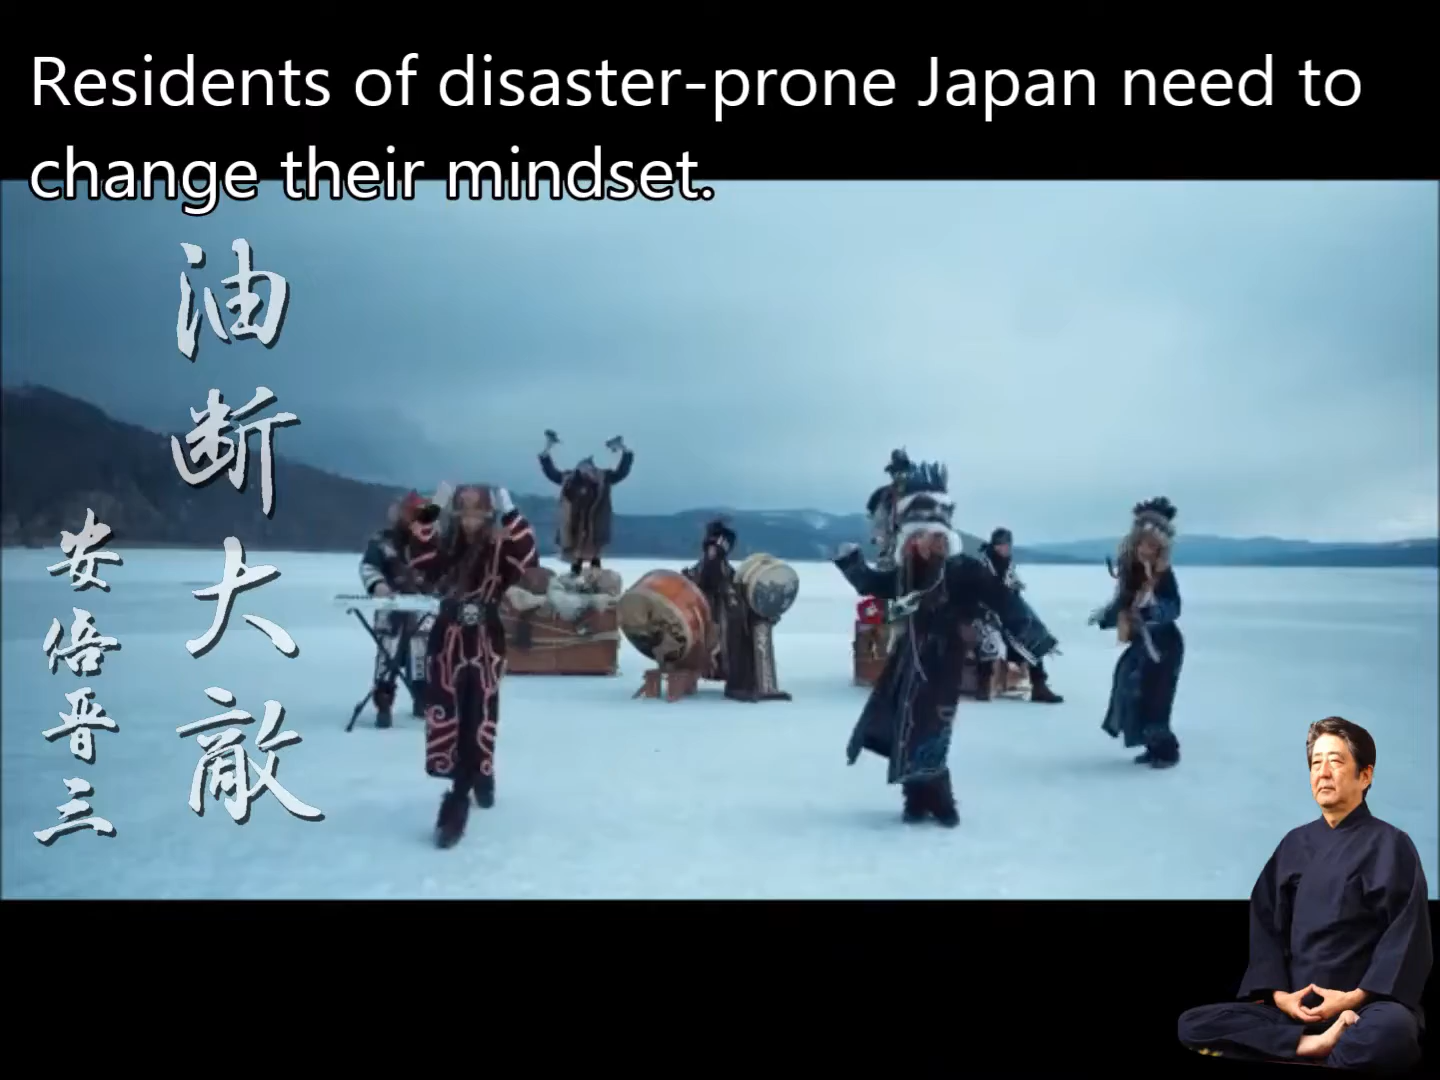 Residents of disaster-prone Japan need to
change their mindset.
油断大敵
安倍晋三